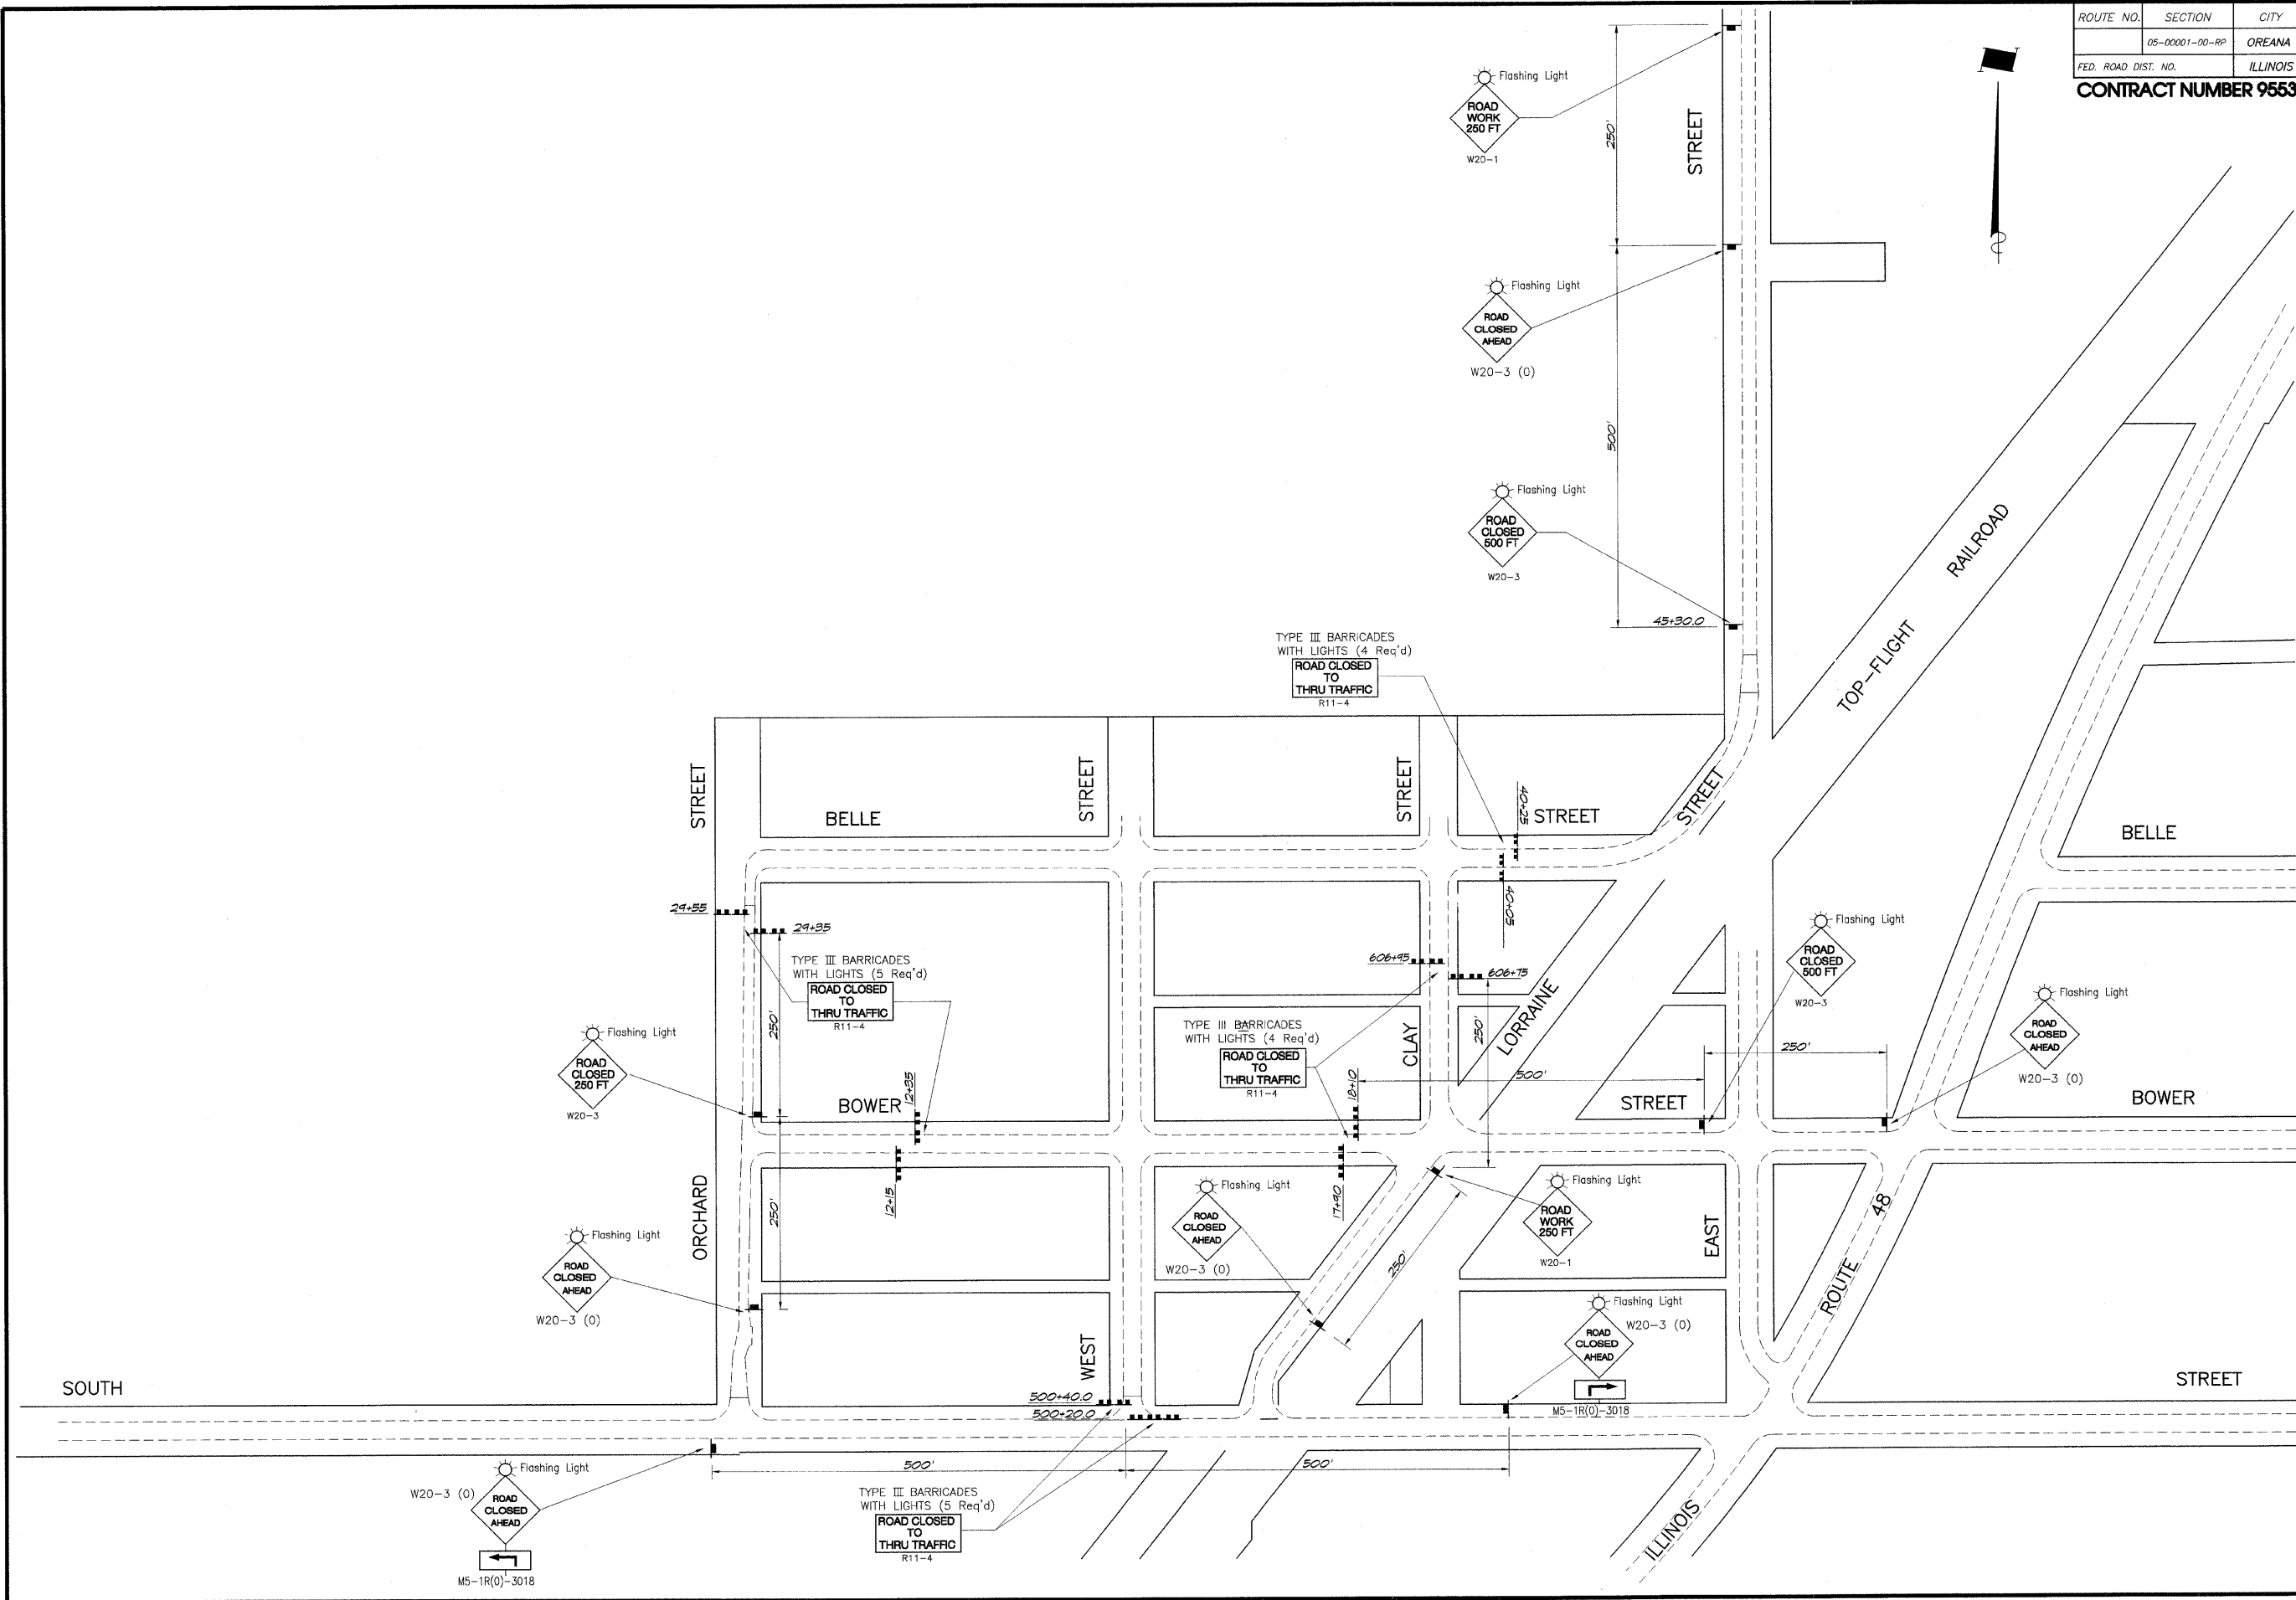 ROUTE NO. SECTION CITY
05-00001-00-RP OREANA
FED. ROAD DIST. NO. ILLINOIS
CONTRACT NUMBER 9553
Flashing Light
ROAD
WORK
250 FT
W20-1
250'
STREET
Flashing Light
ROAD
CLOSED
AHEAD
W20-3 (0)
500'
Flashing Light
ROAD
CLOSED
500 FT
W20-3
45+30.0
TOP-FLIGHT RAILROAD
TYPE III BARRICADES
WITH LIGHTS (4 Req'd)
ROAD CLOSED
TO
THRU TRAFFIC
R11-4
STREET
BELLE
STREET
STREET
40+25
STREET
STREET
BELLE
40+05
29+55
29+35
TYPE III BARRICADES
WITH LIGHTS (5 Req'd)
ROAD CLOSED
TO
THRU TRAFFIC
R11-4
250'
606+95
606+75
Flashing Light
ROAD
CLOSED
500 FT
W20-3
Flashing Light
ROAD
CLOSED
AHEAD
W20-3 (0)
Flashing Light
ROAD
CLOSED
250 FT
W20-3
TYPE III BARRICADES
WITH LIGHTS (4 Req'd)
ROAD CLOSED
TO
THRU TRAFFIC
R11-4
CLAY
250'
LORRAINE
250'
500'
18+10
12+35
BOWER
STREET
BOWER
12+15
17+90
ORCHARD
250'
Flashing Light
ROAD
CLOSED
AHEAD
W20-3 (0)
Flashing Light
ROAD
CLOSED
AHEAD
W20-3 (0)
250'
Flashing Light
ROAD
WORK
250 FT
W20-1
EAST
ROUTE 48
Flashing Light
W20-3 (0)
ROAD
CLOSED
AHEAD
M5-1R(0)-3018
WEST
SOUTH
STREET
500+40.0
500+20.0
500'
500'
Flashing Light
W20-3 (0)
ROAD
CLOSED
AHEAD
M5-1R(0)-3018
TYPE III BARRICADES
WITH LIGHTS (5 Req'd)
ROAD CLOSED
TO
THRU TRAFFIC
R11-4
ILLINOIS